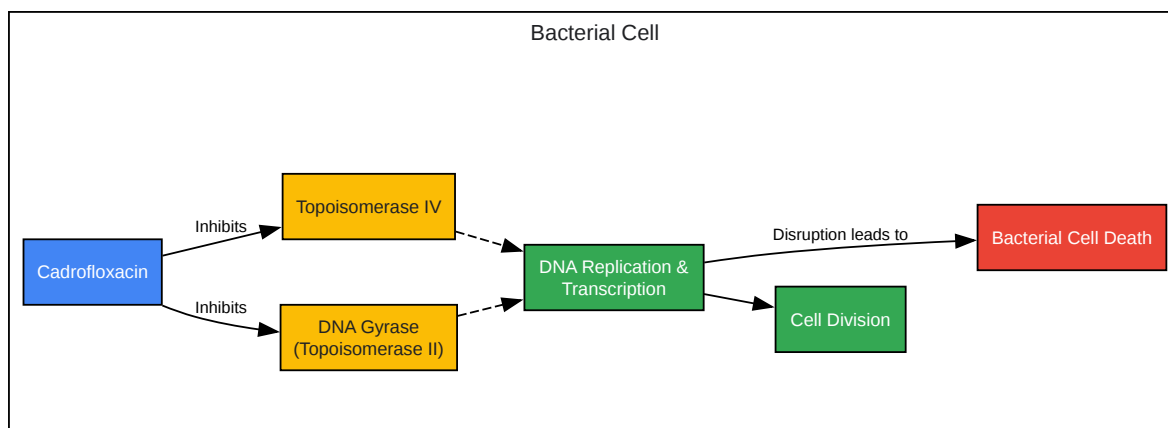 Bacterial Cell
Cadrofloxacin
Inhibits
Inhibits
Topoisomerase IV
DNA Gyrase
(Topoisomerase II)
DNA Replication &
Transcription
Disruption leads to
Bacterial Cell Death
Cell Division